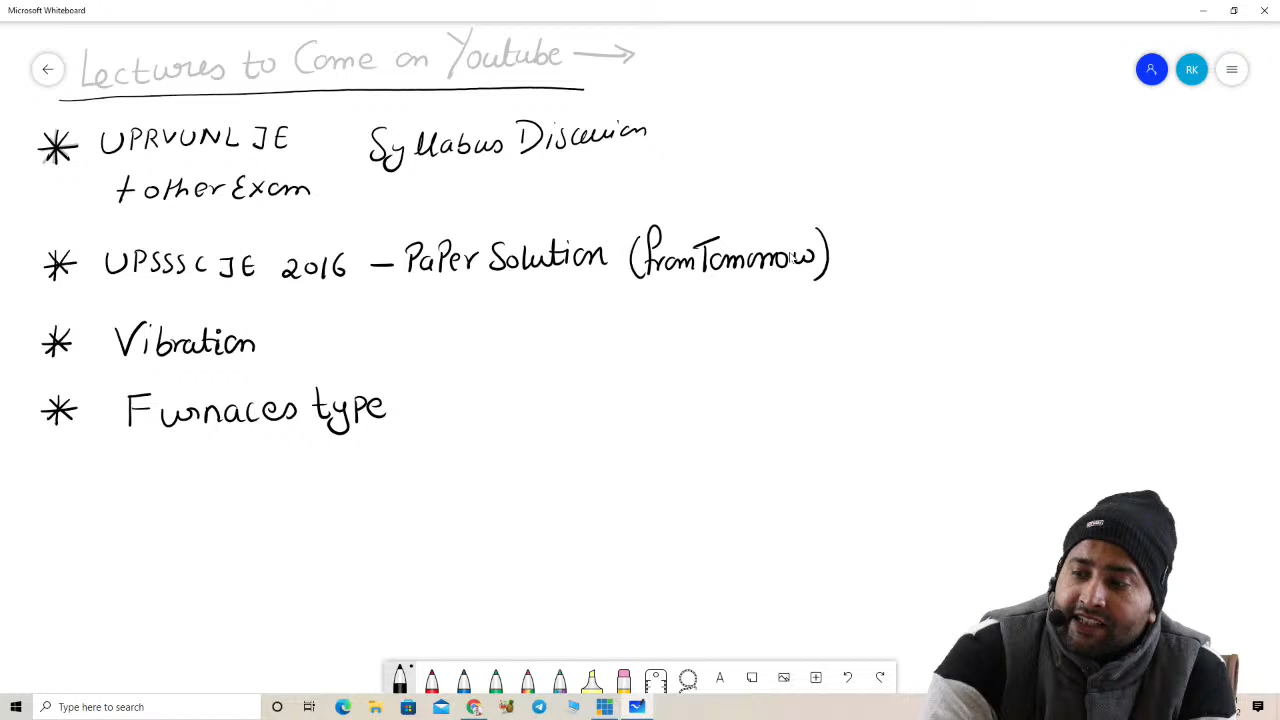 Microsoft Whiteboard
Lectures to Come on Youtube →
RK
* UPRVUNL JE Syllabus Discussion
+ other Exam
* UPSSSC JE 2016 - PaPer Solution (from Tomorrow)
* Vibration
* Furnaces type
A
Type here to search